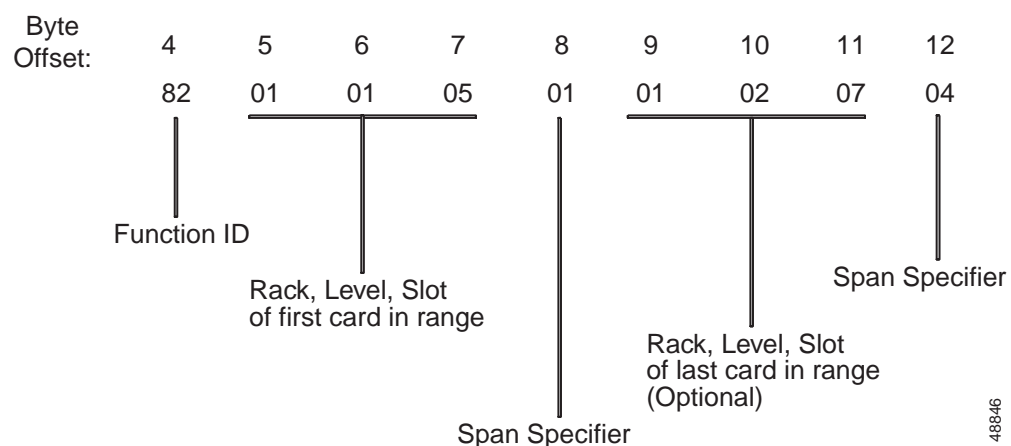 Byte
Offset:
4 5 6 7 8 9 10 11 12
82 01 01 05 01 01 02 07 04
Function ID
Rack, Level, Slot
of first card in range
Span Specifier
Rack, Level, Slot
of last card in range
(Optional)
Span Specifier
48846